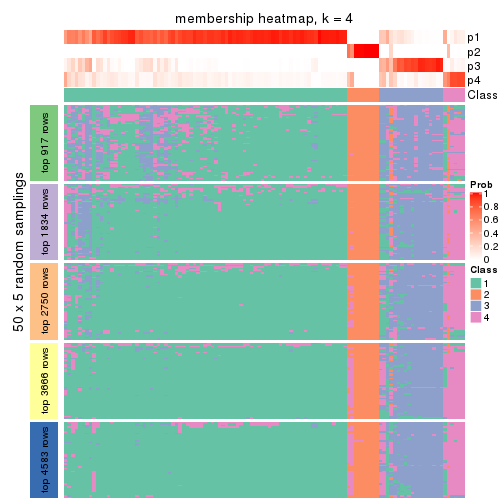 membership heatmap, k = 4
p1
p2
p3
p4
Class
50 x 5 random samplings
top 917 rows
top 1834 rows
top 2750 rows
top 3666 rows
top 4583 rows
Prob
1
0.8
0.6
0.4
0.2
0
Class
1
2
3
4